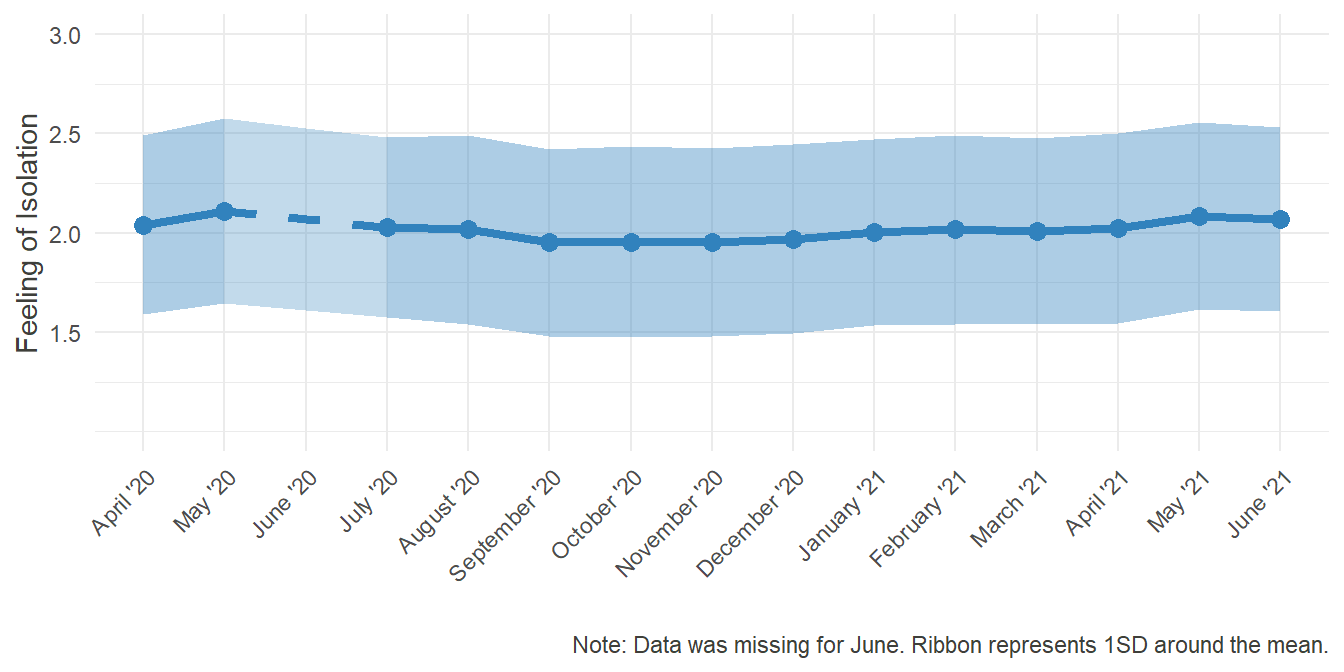 3.0
2.5
2.0
1.5
Feeling of Isolation
April '20
May '20
June '20
July '20
August '20
September '20
October '20
November '20
December '20
January '21
February '21
March '21
April '21
May '21
June '21
Note: Data was missing for June. Ribbon represents 1SD around the mean.